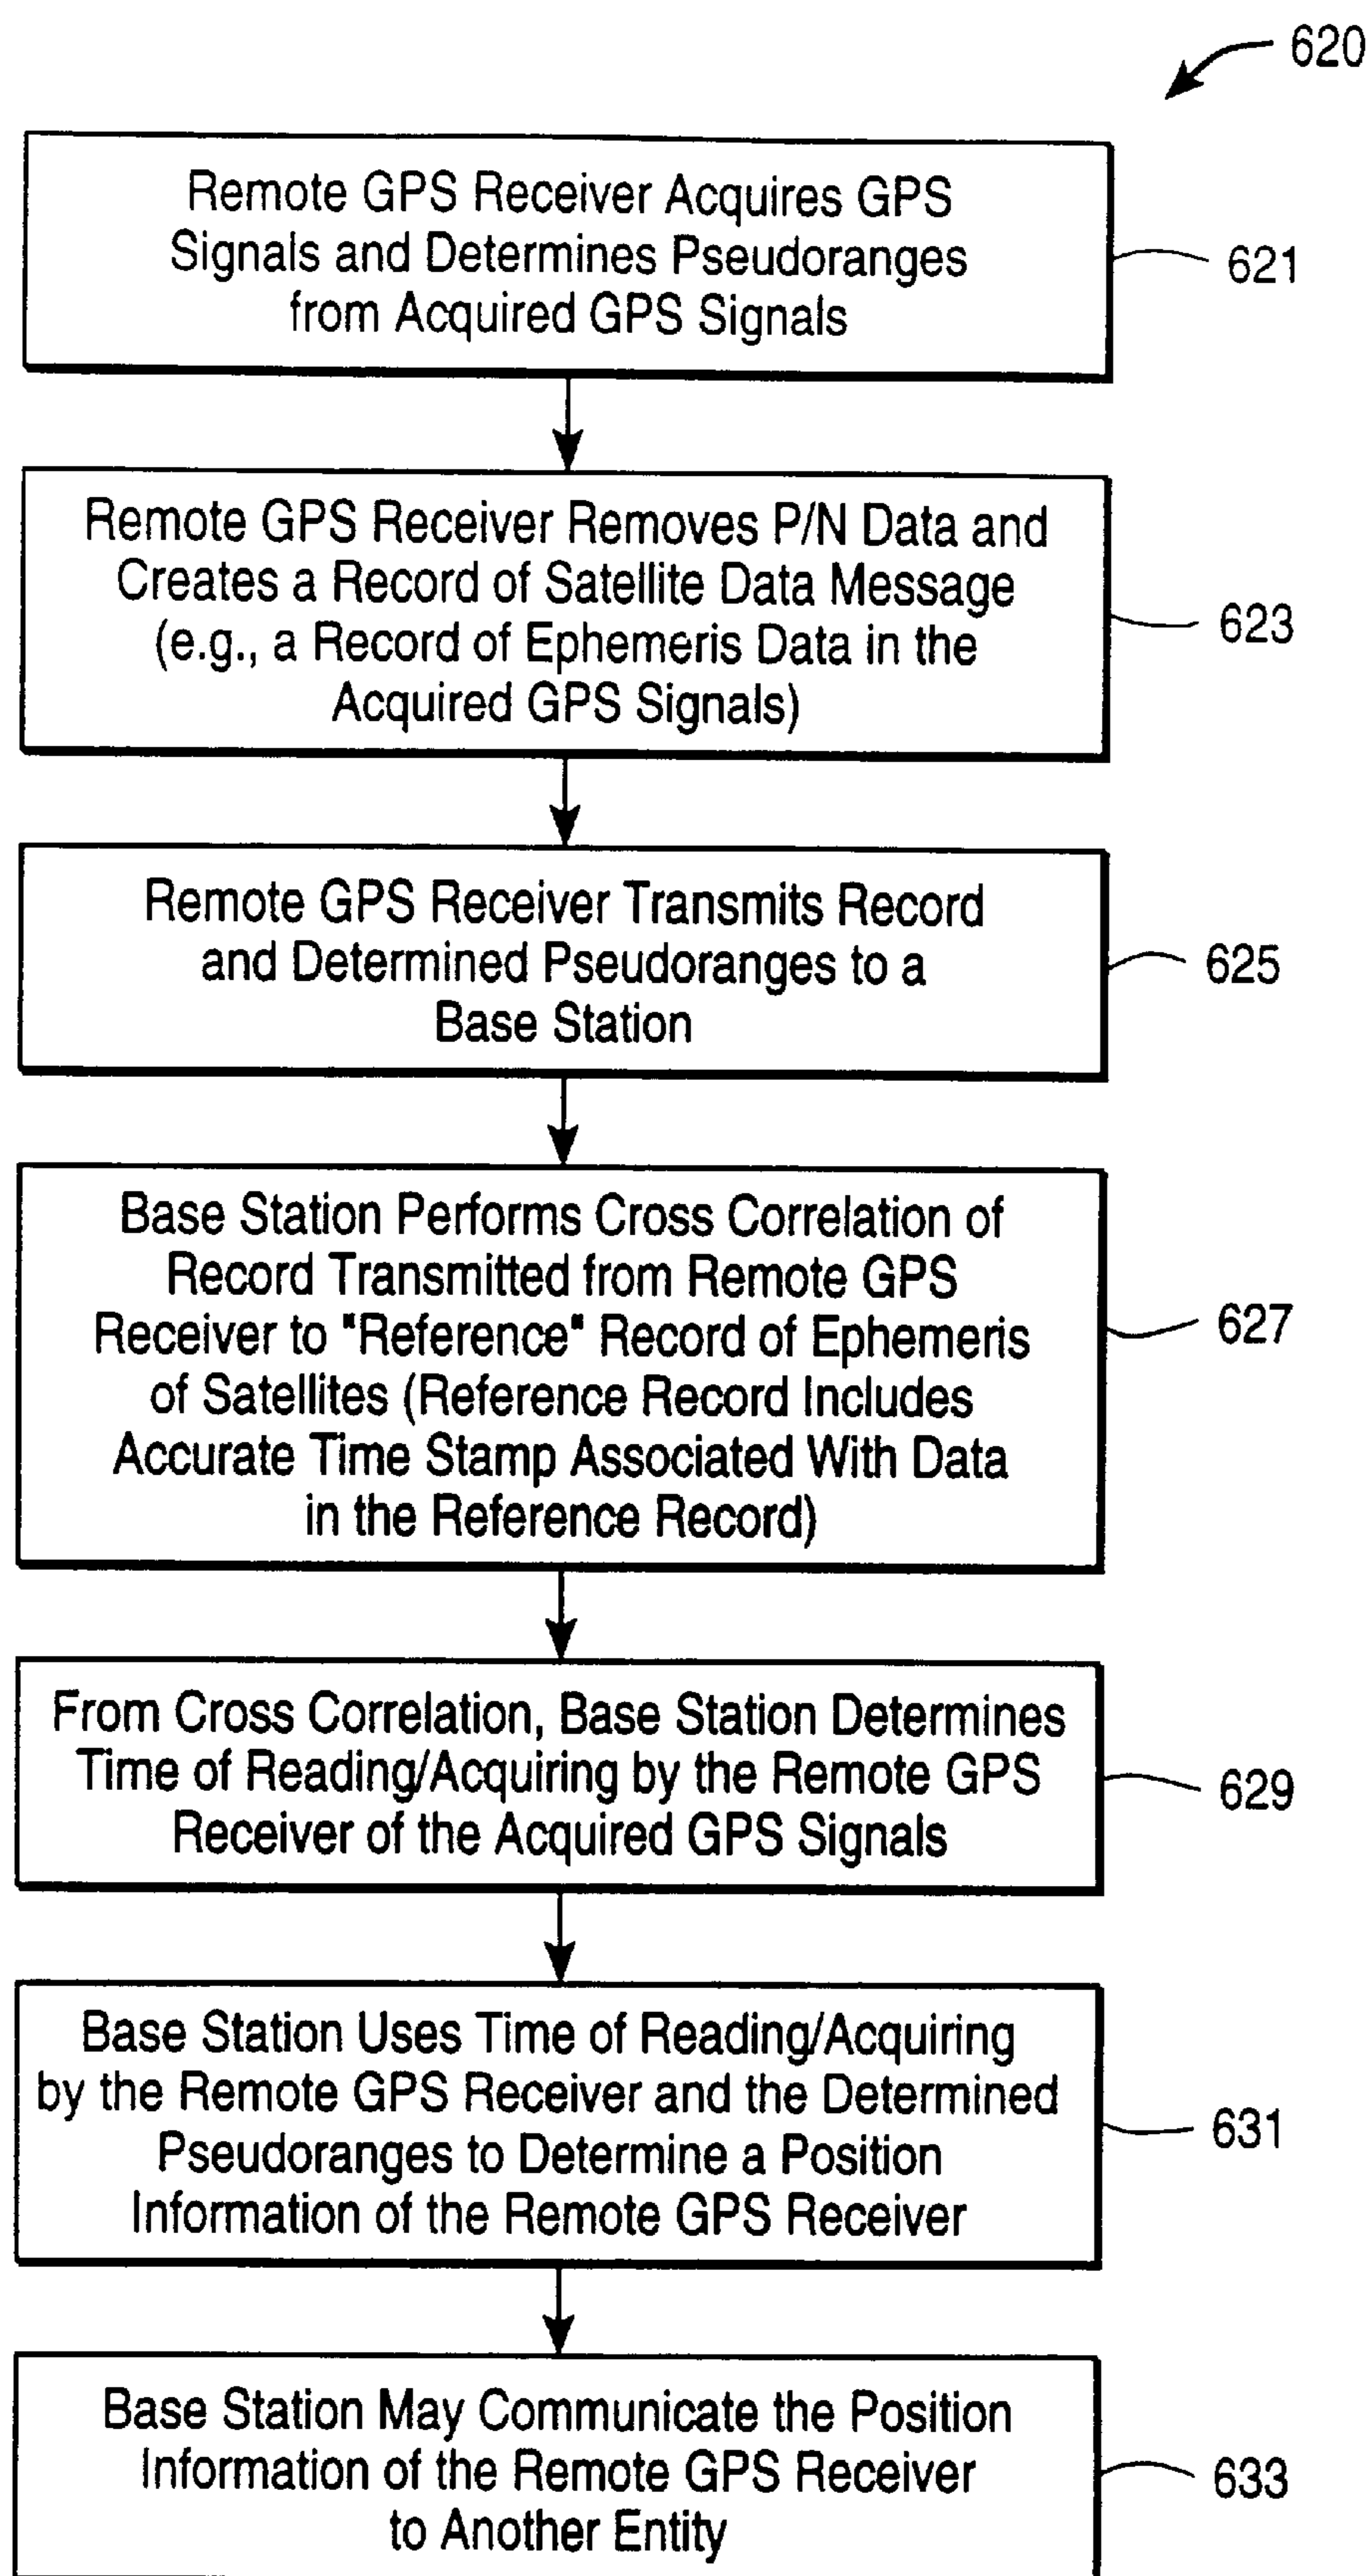 620
Remote GPS Receiver Acquires GPS
Signals and Determines Pseudoranges
from Acquired GPS Signals
621
Remote GPS Receiver Removes P/N Data and
Creates a Record of Satellite Data Message
(e.g., a Record of Ephemeris Data in the
Acquired GPS Signals)
623
Remote GPS Receiver Transmits Record
and Determined Pseudoranges to a
Base Station
625
Base Station Performs Cross Correlation of
Record Transmitted from Remote GPS
Receiver to "Reference" Record of Ephemeris
of Satellites (Reference Record Includes
Accurate Time Stamp Associated With Data
in the Reference Record)
627
From Cross Correlation, Base Station Determines
Time of Reading/Acquiring by the Remote GPS
Receiver of the Acquired GPS Signals
629
Base Station Uses Time of Reading/Acquiring
by the Remote GPS Receiver and the Determined
Pseudoranges to Determine a Position
Information of the Remote GPS Receiver
631
Base Station May Communicate the Position
Information of the Remote GPS Receiver
to Another Entity
633